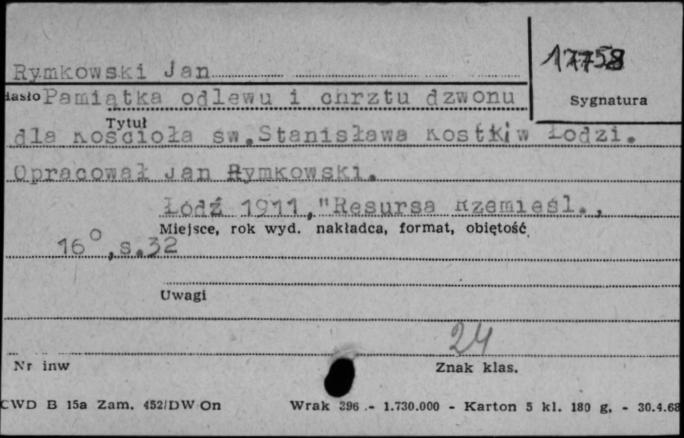 17758
Rymkowski Jan
Hasło Pamiątka odlewu i chrztu dzwonu
Sygnatura
Tytuł
dla Kościoła św.Stanisława Kostki w Łodzi.
Opracował Jan Rymkowski.
Łódź 1911,"Resursa Rzemieśl.,
Miejsce, rok wyd. nakładca, format, objętość
16°, s.32
Uwagi
24
Nr inw
Znak klas.
CWD B 15a Zam. 452/DW On Wrak 396 .- 1.730.000 - Karton 5 kl. 180 g. - 30.4.68